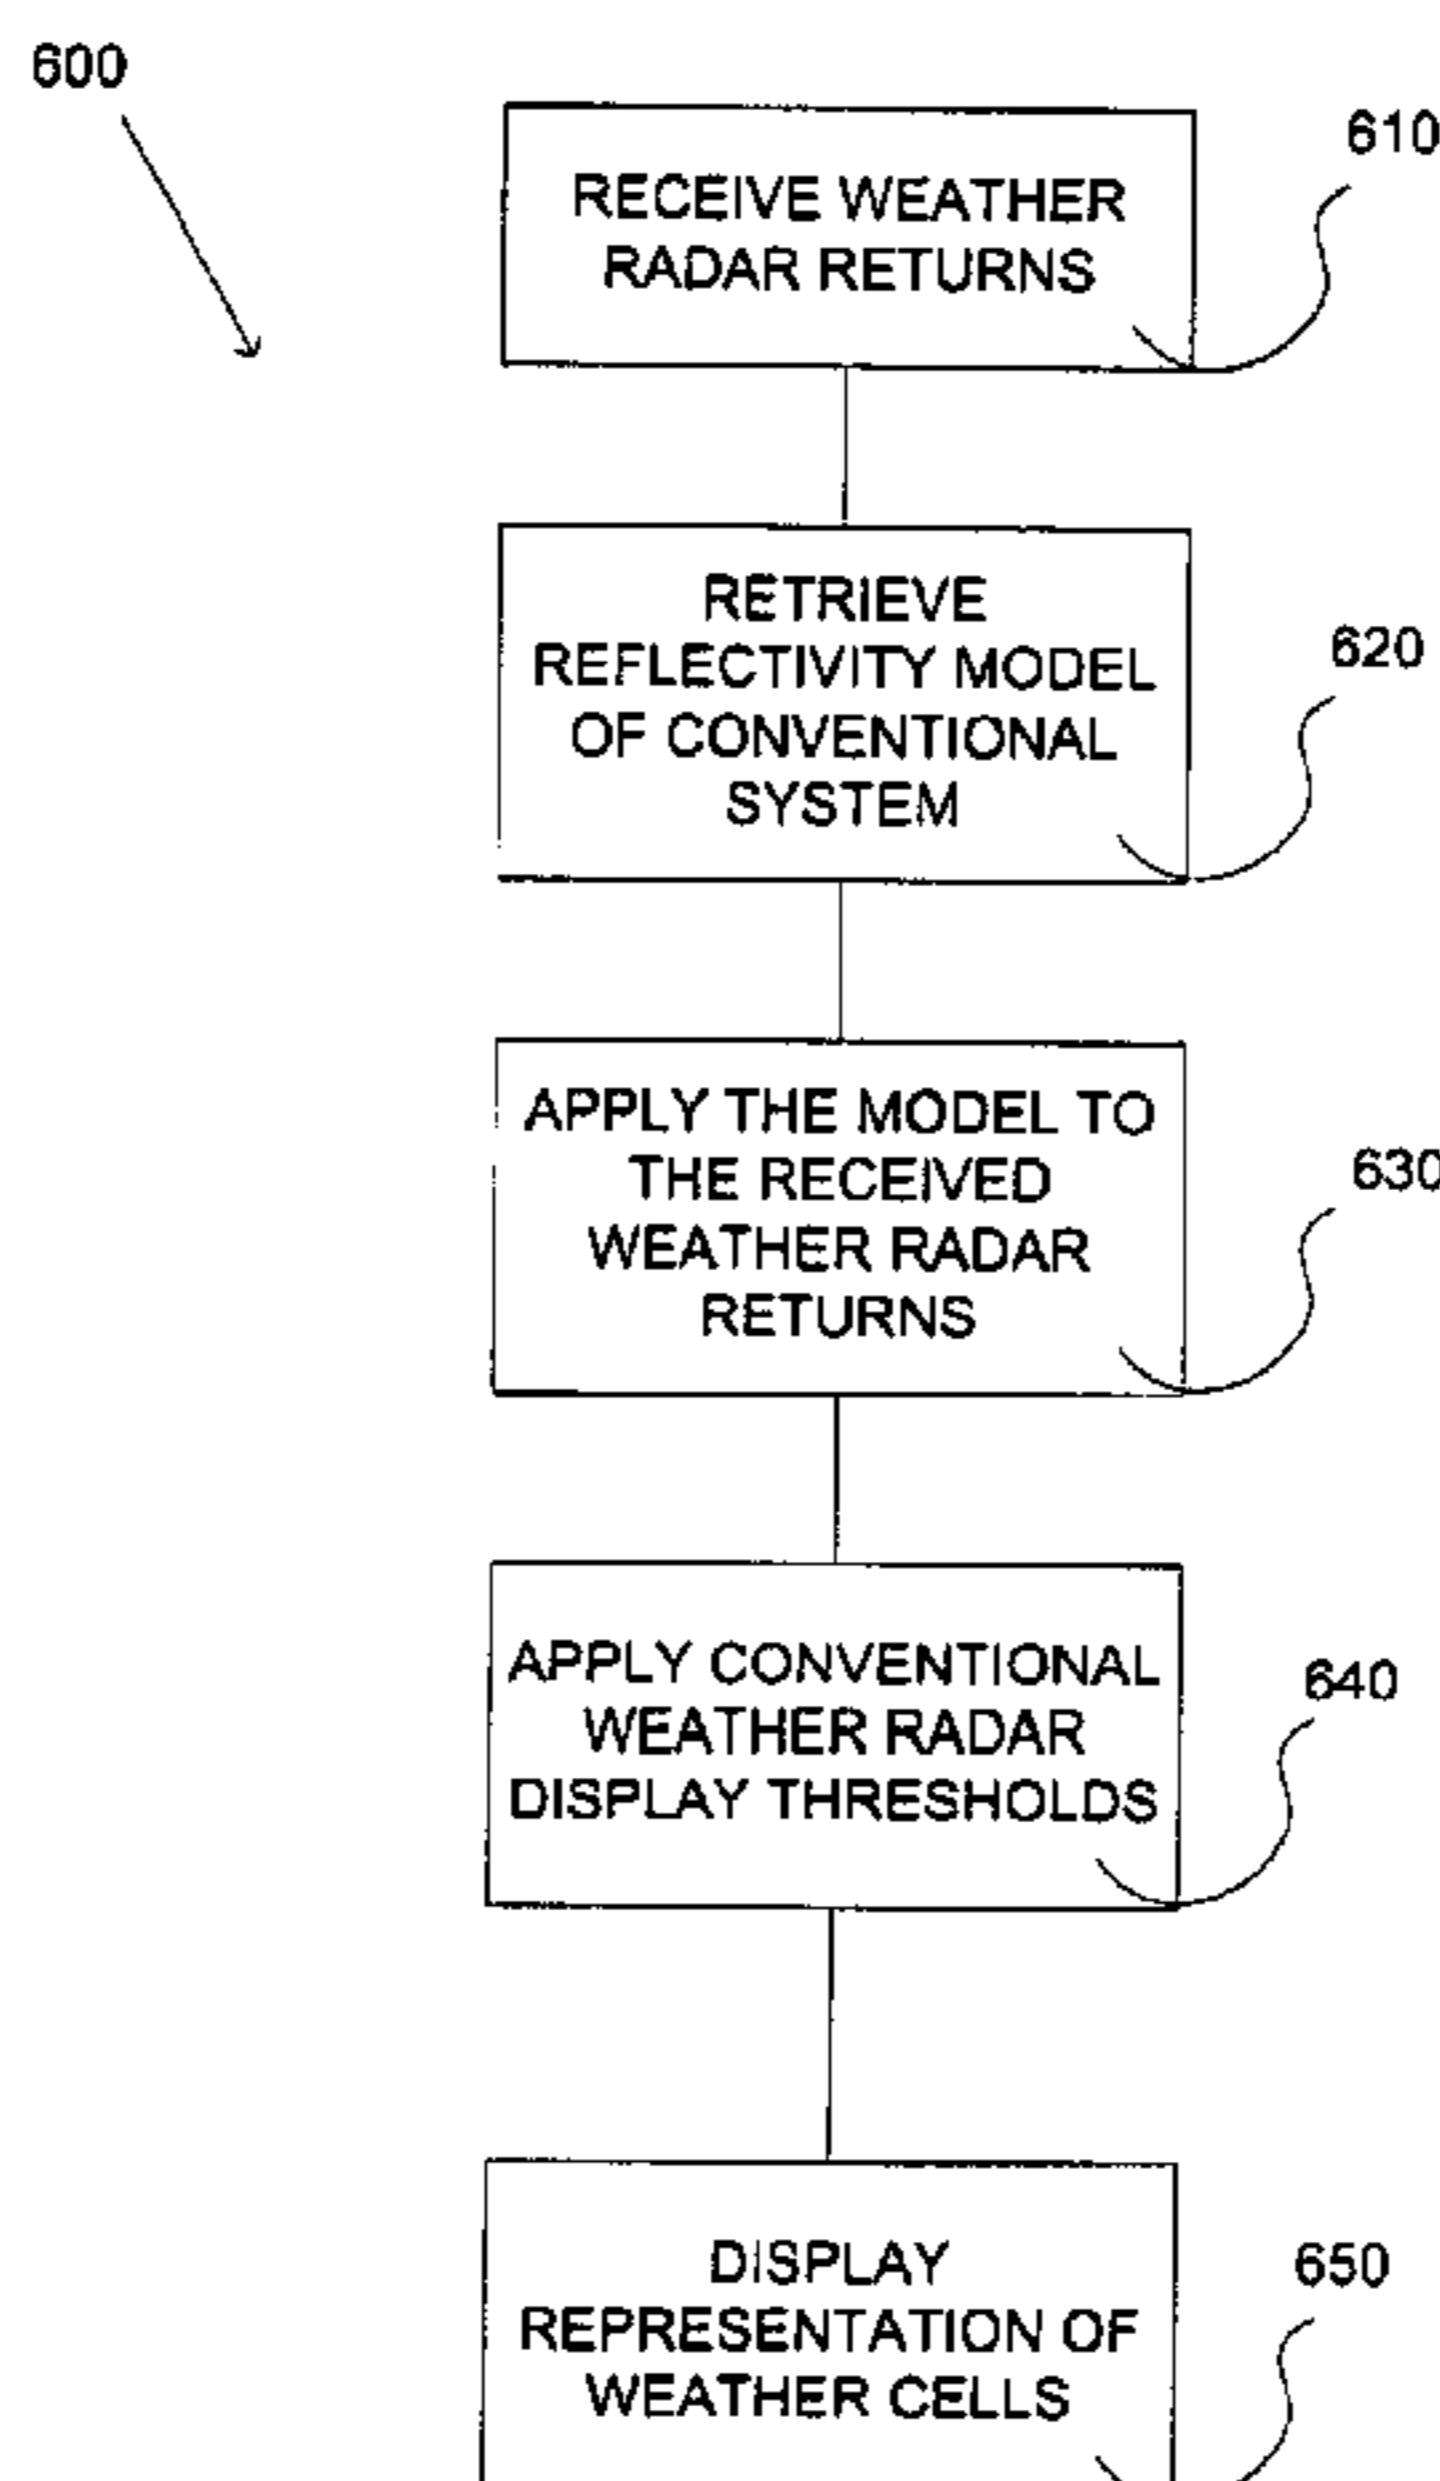 600
610
RECEIVE WEATHER
RADAR RETURNS
620
RETRIEVE
REFLECTIVITY MODEL
OF CONVENTIONAL
SYSTEM
630
APPLY THE MODEL TO
THE RECEIVED
WEATHER RADAR
RETURNS
640
APPLY CONVENTIONAL
WEATHER RADAR
DISPLAY THRESHOLDS
650
DISPLAY
REPRESENTATION OF
WEATHER CELLS